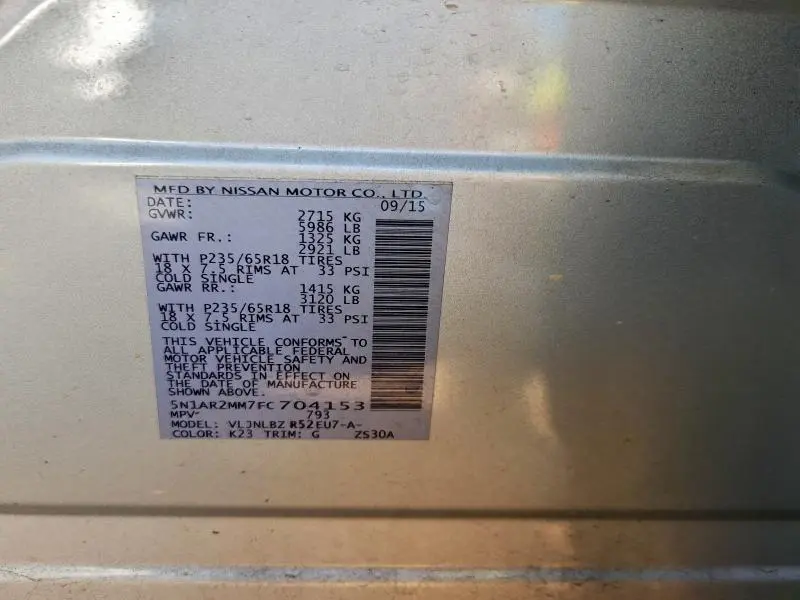 MFD BY NISSAN MOTOR CO., LTD
DATE: 09/15
GVWR: 2715 KG
5986 LB
GAWR FR.: 1325 KG
2921 LB
WITH P235/65R18 TIRES
18 X 7.5 RIMS AT 33 PSI
COLD SINGLE
GAWR RR.: 1415 KG
3120 LB
WITH P235/65R18 TIRES
18 X 7.5 RIMS AT 33 PSI
COLD SINGLE
THIS VEHICLE CONFORMS TO
ALL APPLICABLE FEDERAL
MOTOR VEHICLE SAFETY AND
THEFT PREVENTION
STANDARDS IN EFFECT ON
THE DATE OF MANUFACTURE
SHOWN ABOVE.
5N1AR2MM7FC704153
MPV- 793
MODEL: VLJNLBZ R52EU7-A-
COLOR: K23 TRIM: G ZS30A